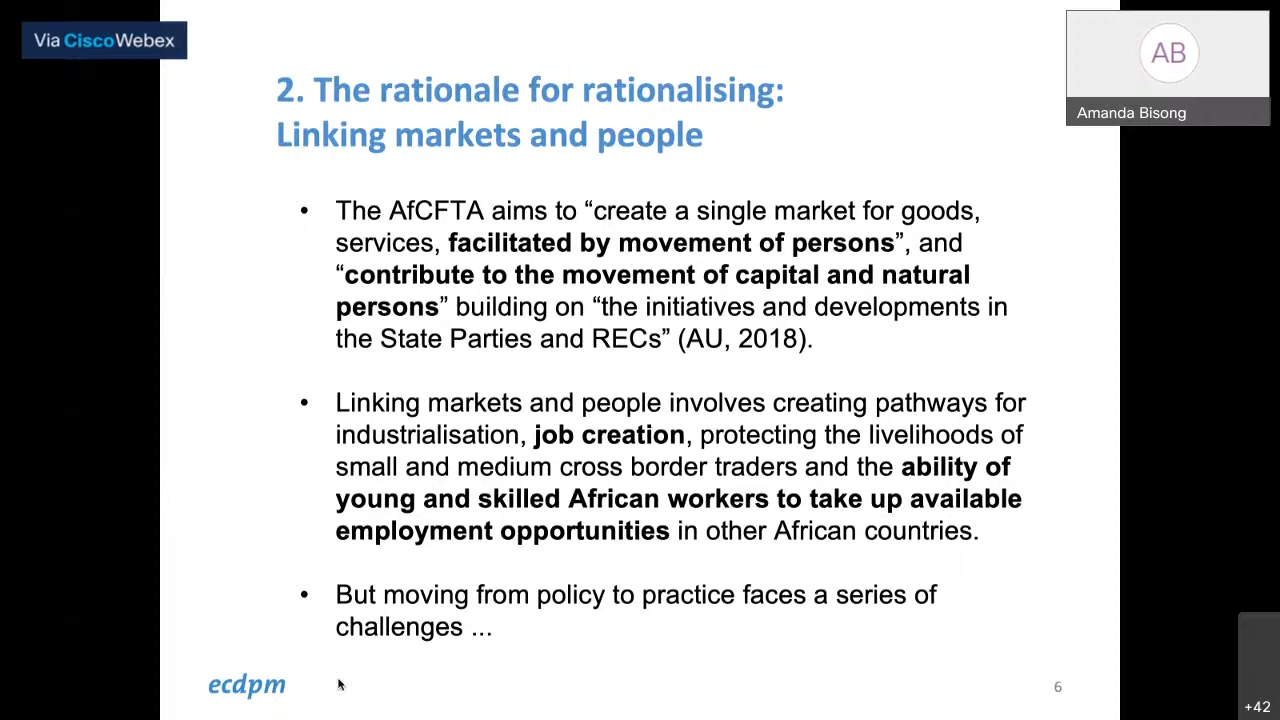 Via CiscoWebex
AB
Amanda Bisong
2. The rationale for rationalising:
Linking markets and people
• The AfCFTA aims to “create a single market for goods,
services, facilitated by movement of persons”, and
“contribute to the movement of capital and natural
persons” building on “the initiatives and developments in
the State Parties and RECs” (AU, 2018).
• Linking markets and people involves creating pathways for
industrialisation, job creation, protecting the livelihoods of
small and medium cross border traders and the ability of
young and skilled African workers to take up available
employment opportunities in other African countries.
• But moving from policy to practice faces a series of
challenges ...
ecdpm
6
+42